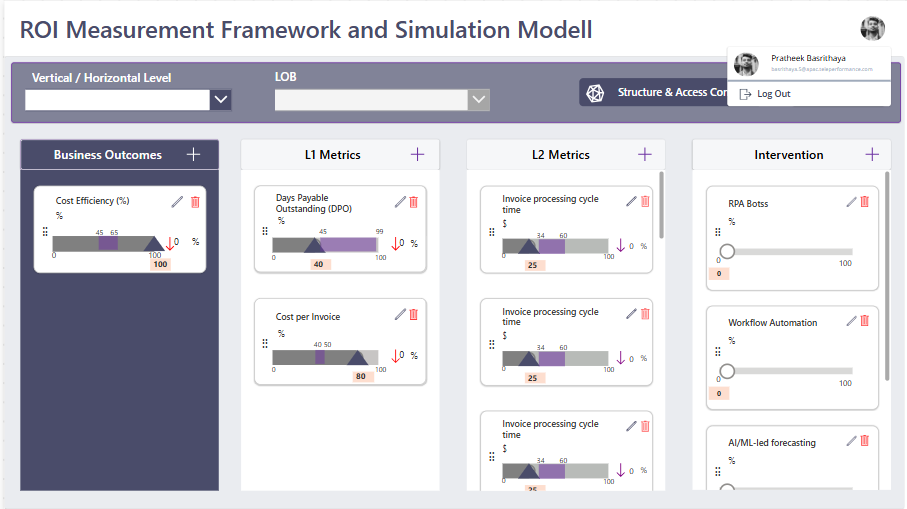 ROI Measurement Framework and Simulation Modell
Pratheek Basrithaya
Log Out
Vertical / Horizontal Level
LOB
Structure & Access Con
Business Outcomes
Cost Efficiency (%)
%
45 65
0 %
0
100
100
L1 Metrics
Days Payable
Outstanding (DPO)
%
45 99
0 %
0 100
40
Cost per Invoice
%
40 50
0 %
0 100
80
L2 Metrics
Invoice processing cycle
time
$
34 60
0 %
0 100
25
Invoice processing cycle
time
$
34 60
0 %
0 100
25
Invoice processing cycle
time
$
34 60
0 %
0 100
25
Intervention
RPA Botss
%
0 100
0
Workflow Automation
%
0 100
0
AI/ML-led forecasting
%